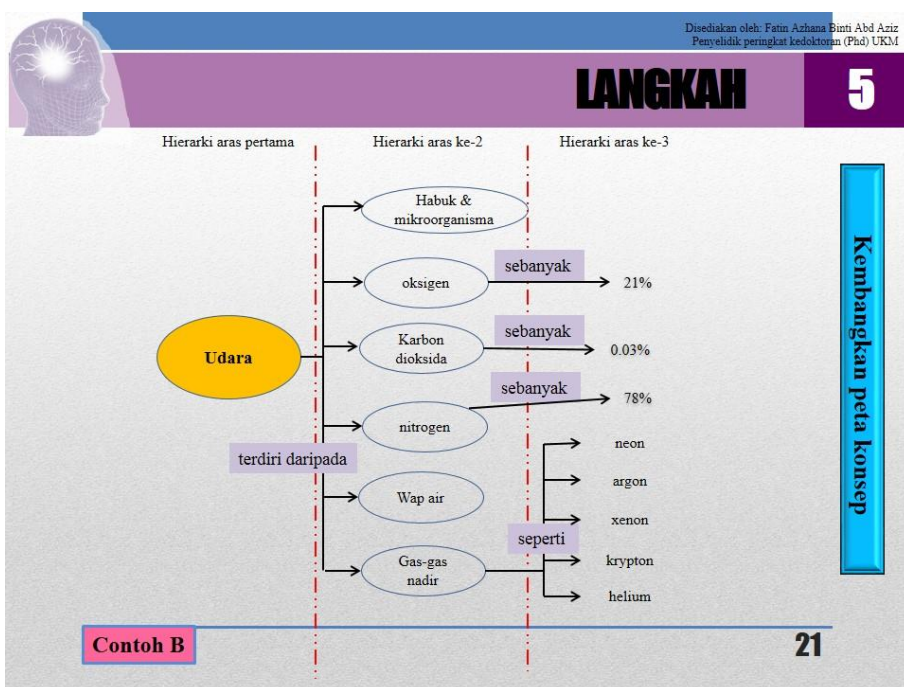 Disediakan oleh: Fatin Azhana Binti Abd Aziz
Penyelidik peringkat kedoktoran (Phd) UKM
LANGKAH
5
Hierarki aras pertama
Hierarki aras ke-2
Hierarki aras ke-3
Habuk &
mikroorganisma
oksigen
sebanyak
21%
Udara
Karbon
dioksida
sebanyak
0.03%
nitrogen
sebanyak
78%
terdiri daripada
Wap air
Gas-gas
nadir
seperti
neon
argon
xenon
krypton
helium
Kembangkan peta konsep
Contoh B
21